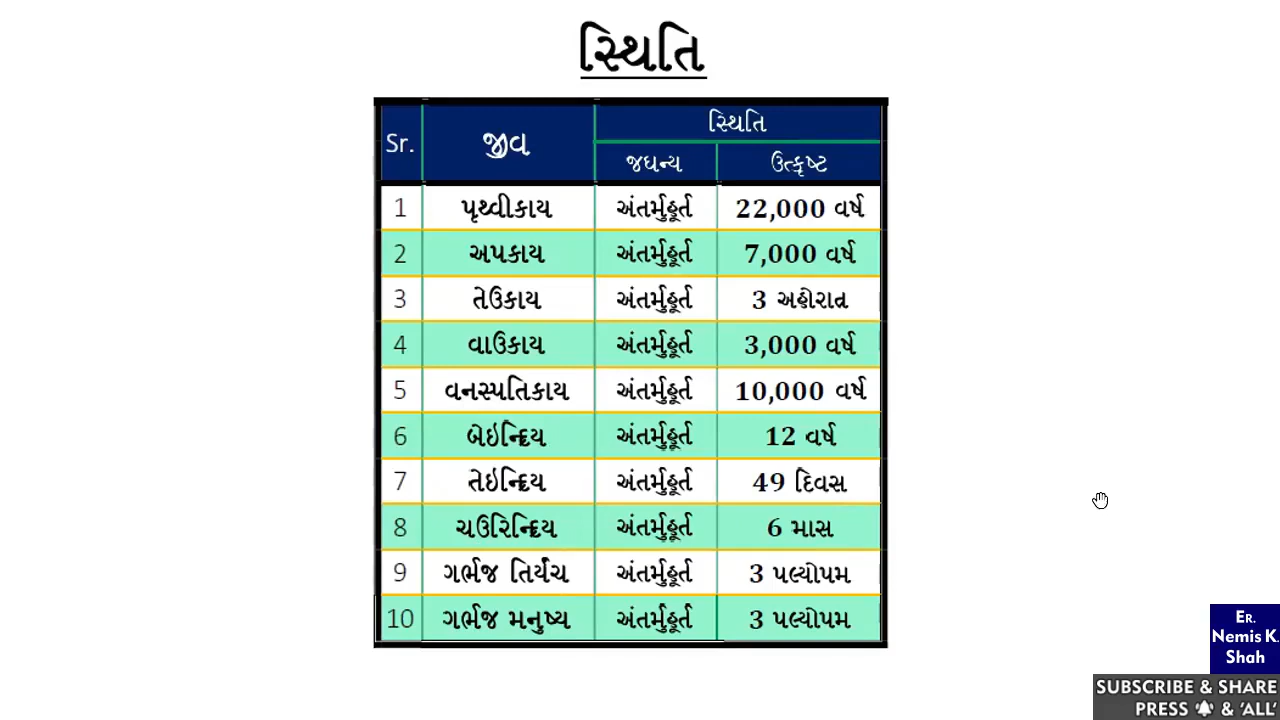 સ્થિતિ
Sr. જીવ સ્થિતિ
જઘન્ય ઉત્કૃષ્ટ
1 પૃથ્વીકાય અંતર્મુહૂર્ત 22,000 વર્ષ
2 અપકાય અંતર્મુહૂર્ત 7,000 વર્ષ
3 તેઉકાય અંતર્મુહૂર્ત 3 અહોરાત્ર
4 વાઉકાય અંતર્મુહૂર્ત 3,000 વર્ષ
5 વનસ્પતિકાય અંતર્મુહૂર્ત 10,000 વર્ષ
6 બેઇન્દ્રિય અંતર્મુહૂર્ત 12 વર્ષ
7 તેઇન્દ્રિય અંતર્મુહૂર્ત 49 દિવસ
8 ચઉરિન્દ્રિય અંતર્મુહૂર્ત 6 માસ
9 ગર્ભજ તિર્યંચ અંતર્મુહૂર્ત 3 પલ્યોપમ
10 ગર્ભજ મનુષ્ય અંતર્મુહૂર્ત 3 પલ્યોપમ
ER.
Nemis K.
Shah
SUBSCRIBE & SHARE
PRESS & 'ALL'